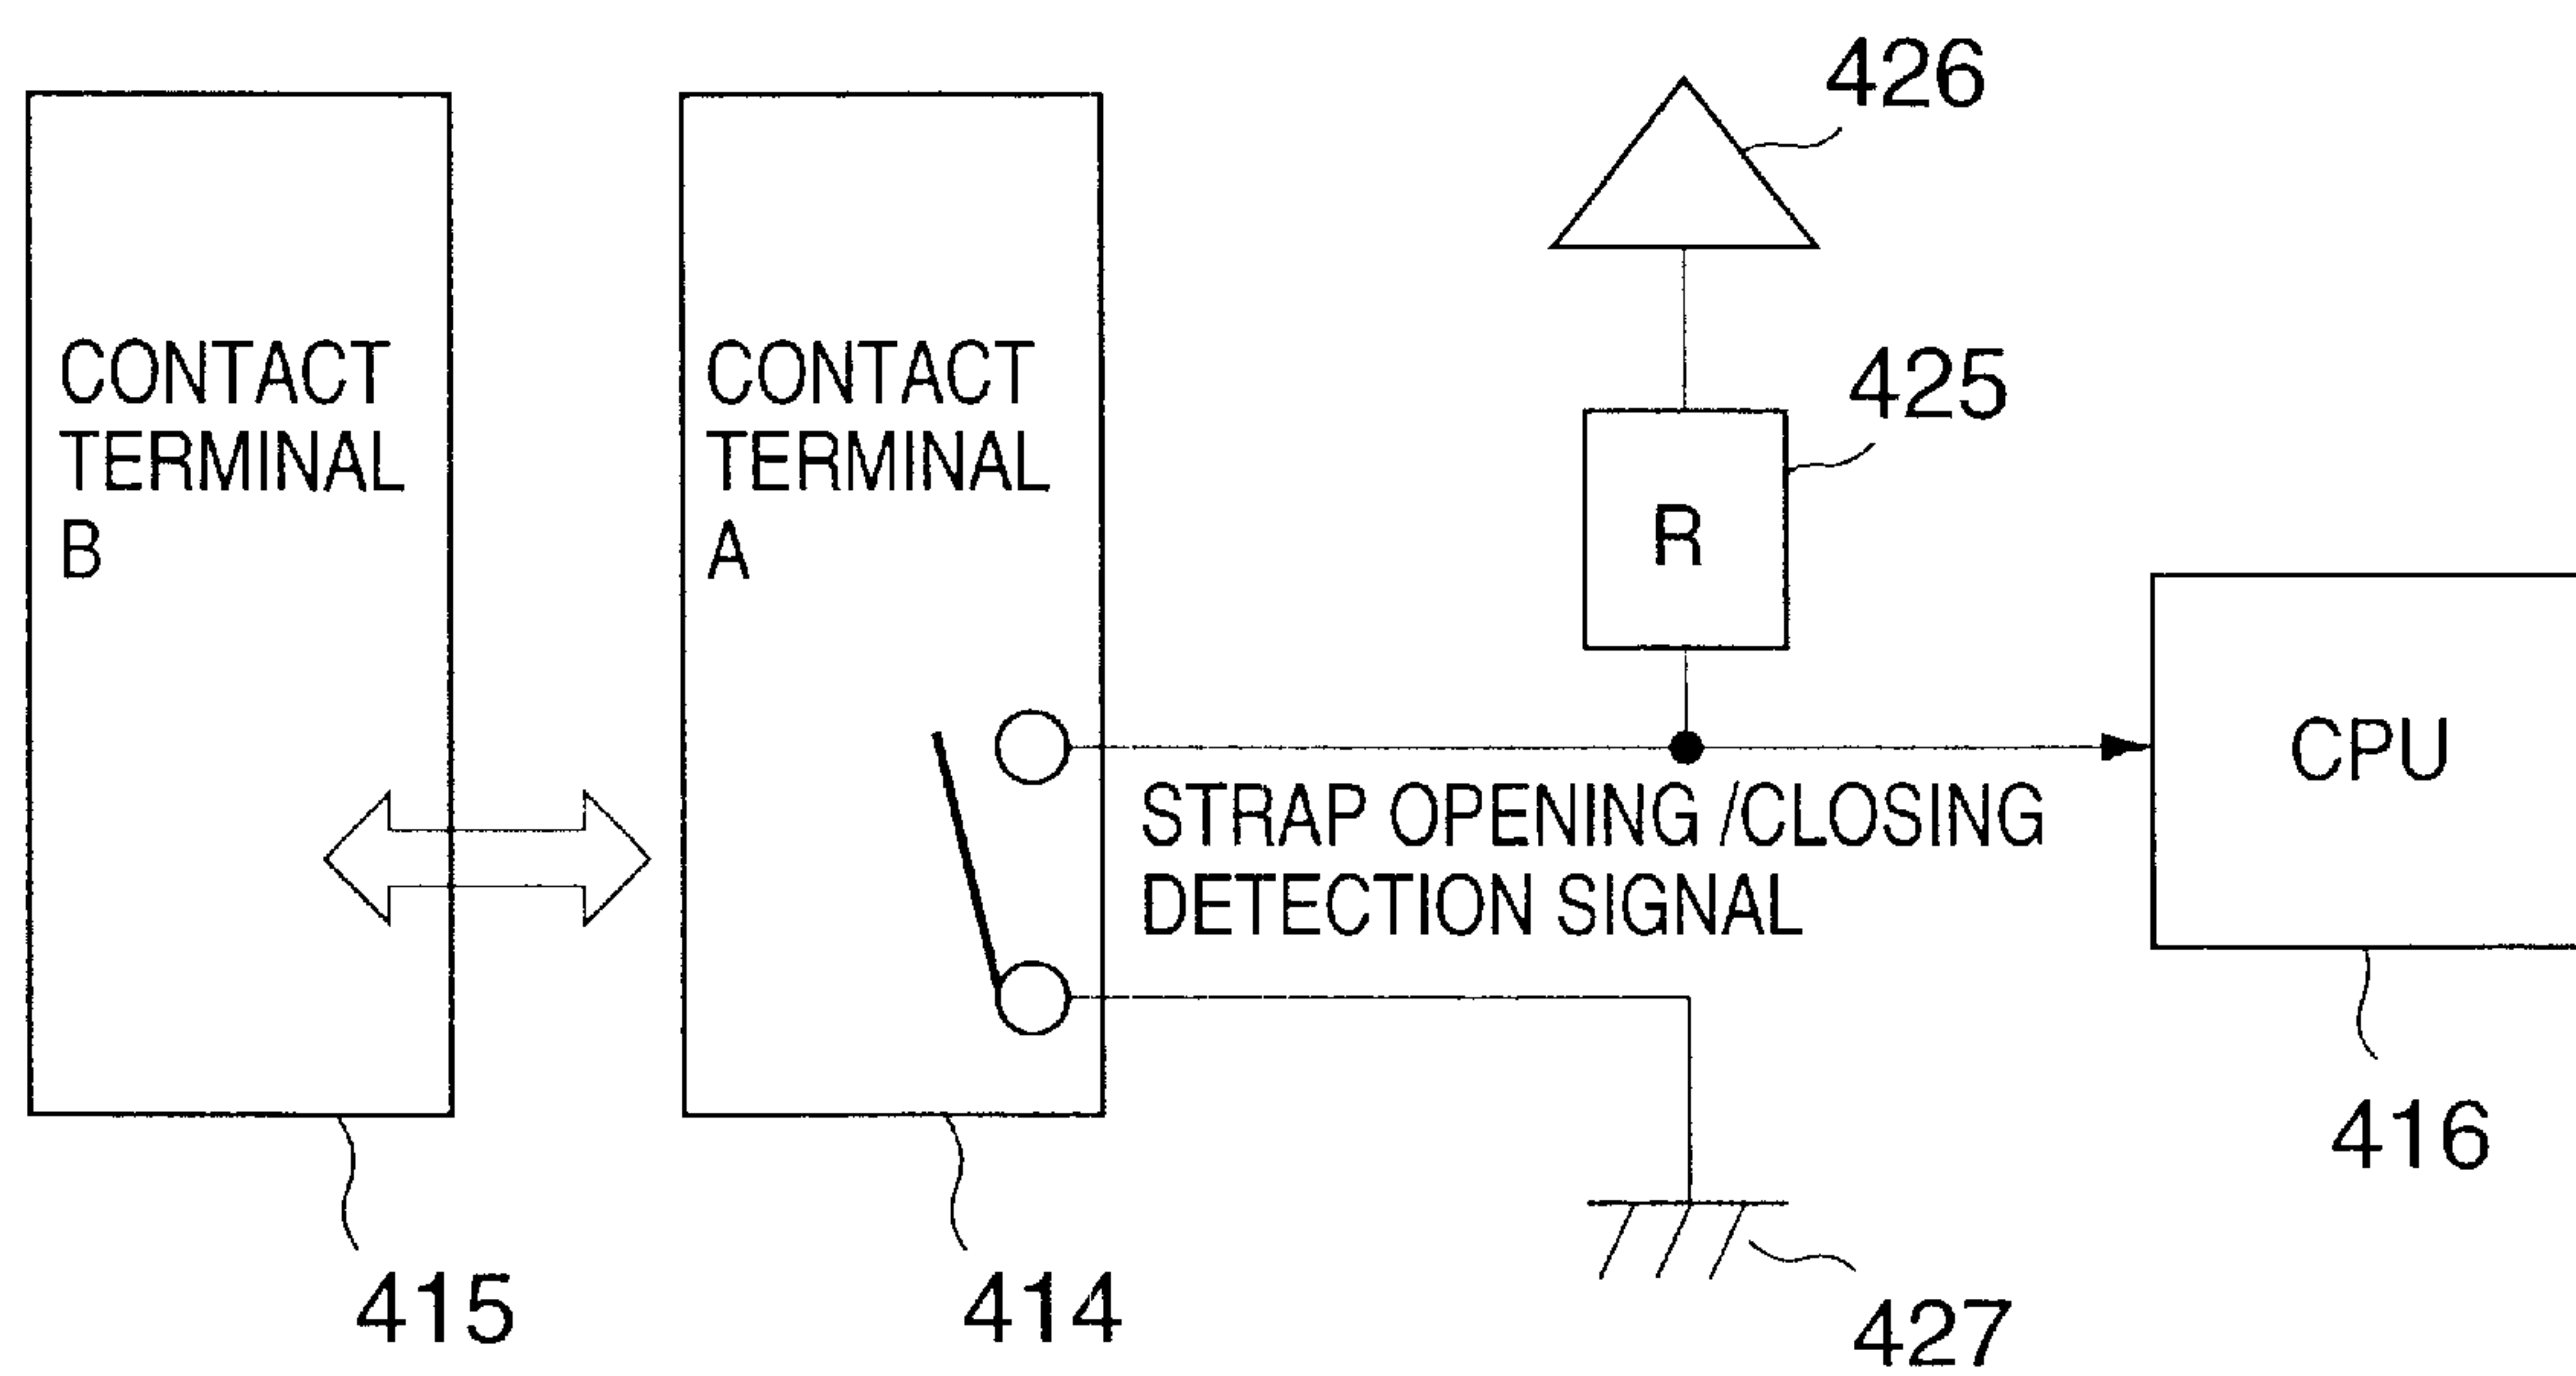 426
CONTACT
TERMINAL
B
CONTACT
TERMINAL
A
425
R
CPU
STRAP OPENING /CLOSING
DETECTION SIGNAL
416
415
414
427